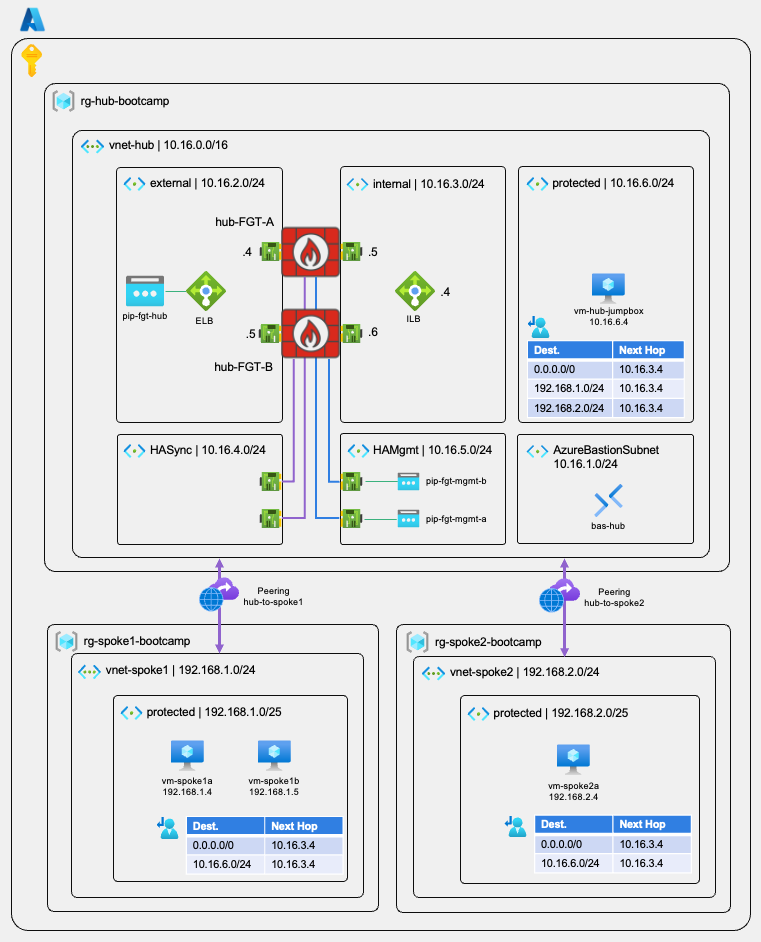 rg-hub-bootcamp
vnet-hub | 10.16.0.0/16
external | 10.16.2.0/24
internal | 10.16.3.0/24
protected | 10.16.6.0/24
hub-FGT-A
.4
.5
pip-fgt-hub
ELB
ILB
.4
.5
.6
hub-FGT-B
vm-hub-jumpbox
10.16.6.4
Dest. Next Hop
0.0.0.0/0 10.16.3.4
192.168.1.0/24 10.16.3.4
192.168.2.0/24 10.16.3.4
HASync | 10.16.4.0/24
HAMgmt | 10.16.5.0/24
pip-fgt-mgmt-b
pip-fgt-mgmt-a
AzureBastionSubnet
10.16.1.0/24
bas-hub
Peering
hub-to-spoke1
Peering
hub-to-spoke2
rg-spoke1-bootcamp
vnet-spoke1 | 192.168.1.0/24
protected | 192.168.1.0/25
vm-spoke1a
192.168.1.4
vm-spoke1b
192.168.1.5
Dest. Next Hop
0.0.0.0/0 10.16.3.4
10.16.6.0/24 10.16.3.4
rg-spoke2-bootcamp
vnet-spoke2 | 192.168.2.0/24
protected | 192.168.2.0/25
vm-spoke2a
192.168.2.4
Dest. Next Hop
0.0.0.0/0 10.16.3.4
10.16.6.0/24 10.16.3.4